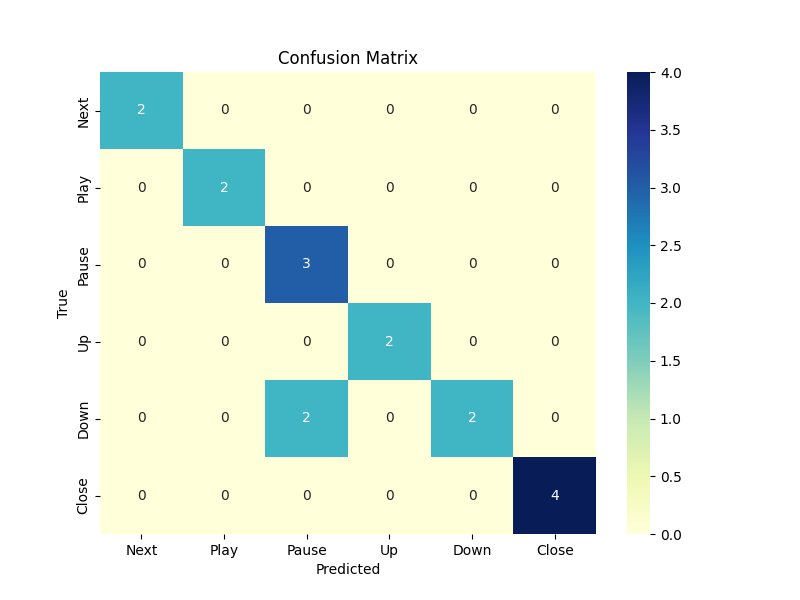 Confusion Matrix
Next 2 0 0 0 0 0
Play 0 2 0 0 0 0
Pause 0 0 3 0 0 0
Up 0 0 0 2 0 0
Down 0 0 2 0 2 0
Close 0 0 0 0 0 4
True
Next Play Pause Up Down Close
Predicted
4.0
3.5
3.0
2.5
2.0
1.5
1.0
0.5
0.0